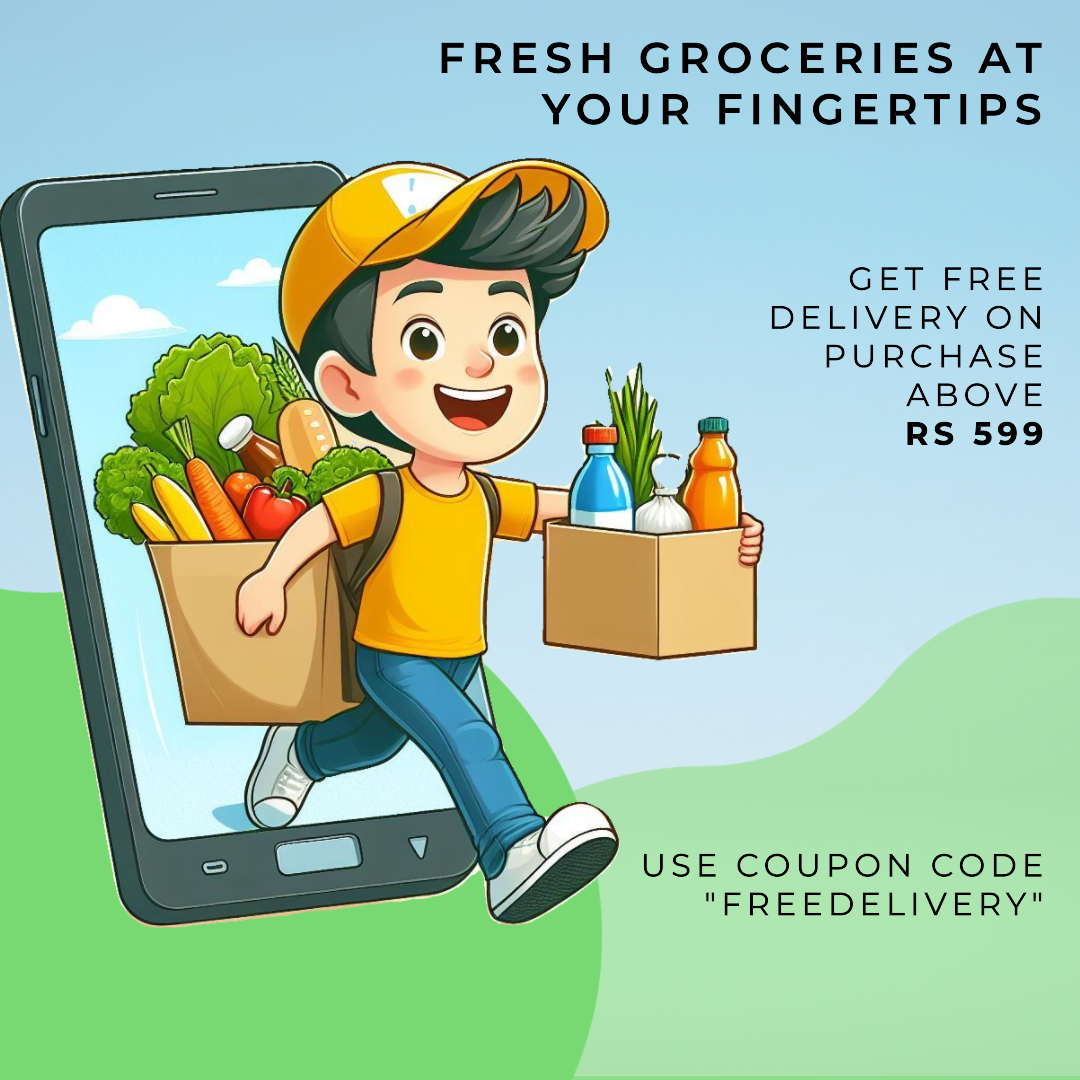 FRESH GROCERIES AT
YOUR FINGERTIPS
GET FREE
DELIVERY ON
PURCHASE
ABOVE
RS 599
USE COUPON CODE
"FREEDELIVERY"